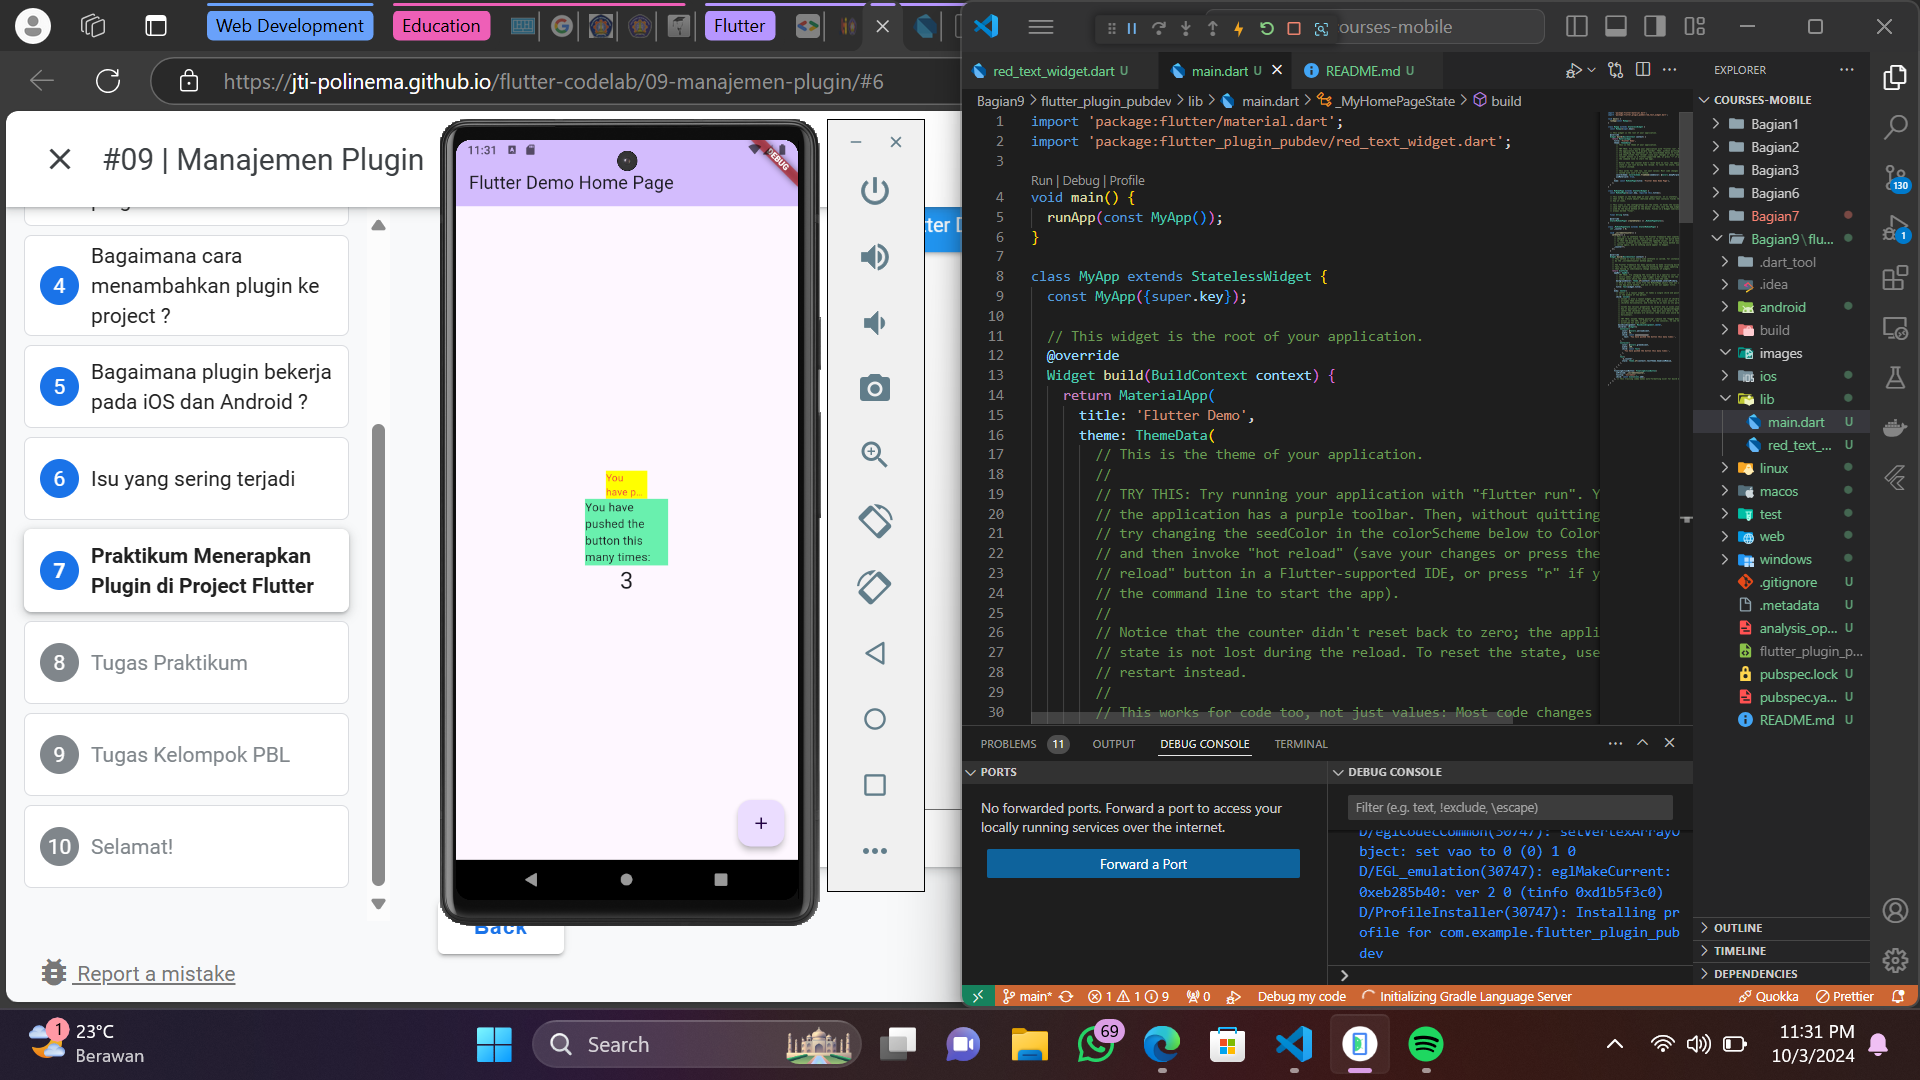 Web Development
Education
Flutter
https://jti-polinema.github.io/flutter-codelab/09-manajemen-plugin/#6
#09 | Manajemen Plugin
4
Bagaimana cara
menambahkan plugin ke
project ?
5
Bagaimana plugin bekerja
pada iOS dan Android ?
6
Isu yang sering terjadi
7
Praktikum Menerapkan
Plugin di Project Flutter
8
Tugas Praktikum
9
Tugas Kelompok PBL
10
Selamat!
Back
Report a mistake
11:31
DEBUG
Flutter Demo Home Page
You
have p...
You have
pushed the
button this
many times:
3
+
courses-mobile
red_text_widget.dart U
main.dart U
README.md U
Bagian9 > flutter_plugin_pubdev > lib > main.dart > _MyHomePageState > build
1 import 'package:flutter/material.dart';
2 import 'package:flutter_plugin_pubdev/red_text_widget.dart';
3
Run | Debug | Profile
4 void main() {
5 runApp(const MyApp());
6 }
7
8 class MyApp extends StatelessWidget {
9 const MyApp({super.key});
10
11 // This widget is the root of your application.
12 @override
13 Widget build(BuildContext context) {
14 return MaterialApp(
15 title: 'Flutter Demo',
16 theme: ThemeData(
17 // This is the theme of your application.
18 //
19 // TRY THIS: Try running your application with "flutter run". Y
20 // the application has a purple toolbar. Then, without quitting
21 // try changing the seedColor in the colorScheme below to Color
22 // and then invoke "hot reload" (save your changes or press the
23 // reload" button in a Flutter-supported IDE, or press "r" if y
24 // the command line to start the app).
25 //
26 // Notice that the counter didn't reset back to zero; the appli
27 // state is not lost during the reload. To reset the state, use
28 // restart instead.
29 //
30 // This works for code too, not just values: Most code changes
EXPLORER
COURSES-MOBILE
Bagian1
Bagian2
Bagian3
Bagian6
Bagian7
Bagian9\flu...
.dart_tool
.idea
android
build
images
ios
lib
main.dart U
red_text_... U
linux
macos
test
web
windows
.gitignore U
.metadata U
analysis_op... U
flutter_plugin_p...
pubspec.lock U
pubspec.ya... U
README.md U
OUTLINE
TIMELINE
DEPENDENCIES
130
1
PROBLEMS 11 OUTPUT DEBUG CONSOLE TERMINAL
PORTS
No forwarded ports. Forward a port to access your
locally running services over the internet.
Forward a Port
DEBUG CONSOLE
Filter (e.g. text, !exclude, \escape)
D/eglCodecCommon(30747): setVertexArrayO
bject: set vao to 0 (0) 1 0
D/EGL_emulation(30747): eglMakeCurrent:
0xeb285b40: ver 2 0 (tinfo 0xd1b5f3c0)
D/ProfileInstaller(30747): Installing pr
ofile for com.example.flutter_plugin_pub
dev
main* 1 1 9 0 Debug my code Initializing Gradle Language Server Quokka Prettier
1
23°C
Berawan
Search
69
11:31 PM
10/3/2024